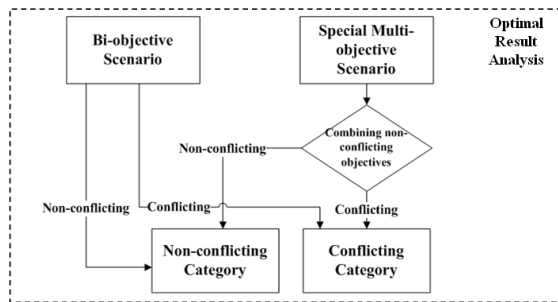 Bi-objective
Scenario
Special Multi-
objective
Scenario
Optimal
Result
Analysis
Combining non-
conflicting
objectives
Non-conflicting
Non-conflicting
Conflicting
Conflicting
Non-conflicting
Category
Conflicting
Category